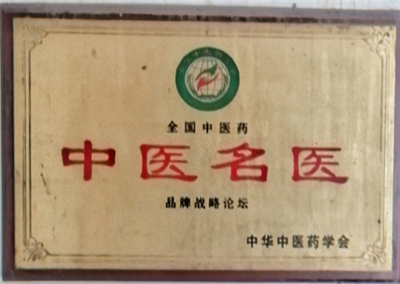 全国中医药
中医名医
品牌战略论坛
中华中医药学会